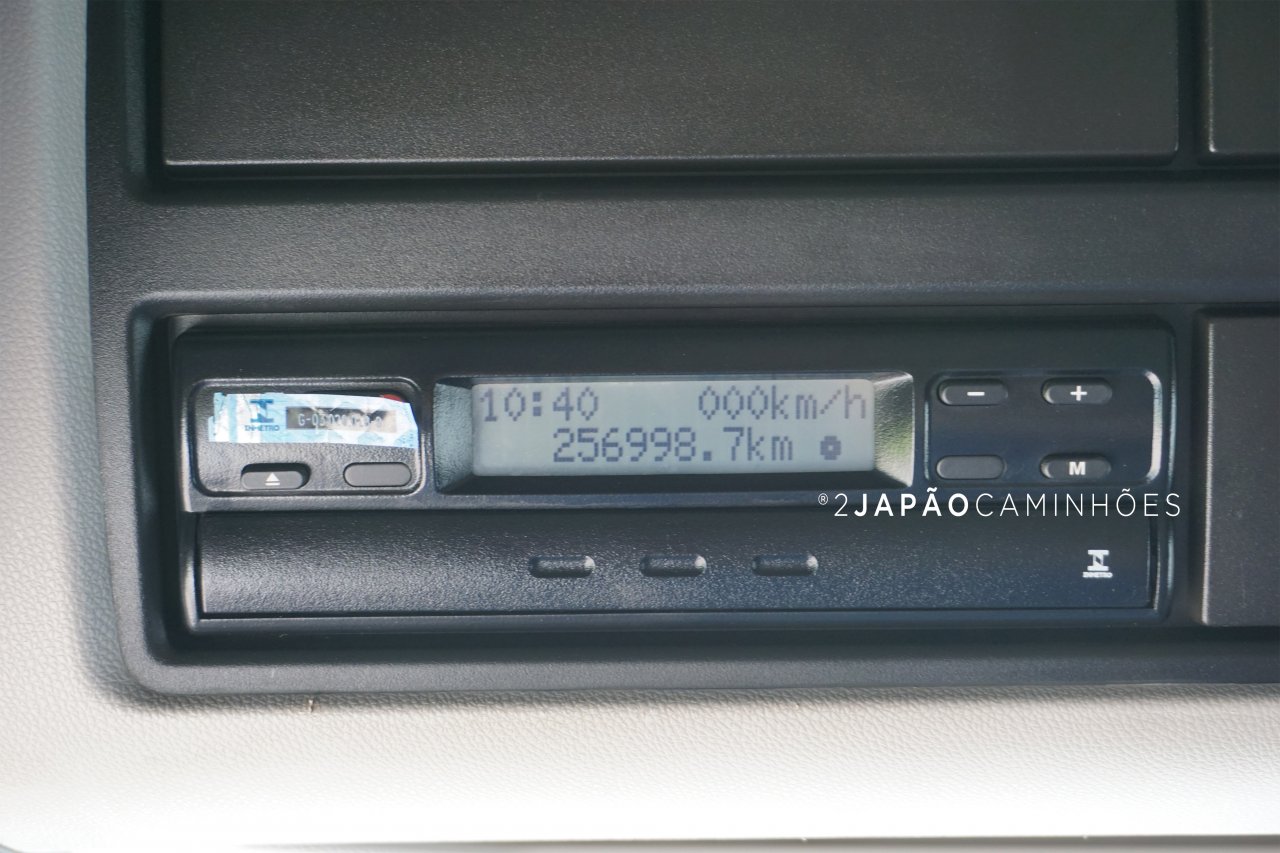 10:40 000km/h
256998.7km
INMETRO
− +
M
®2JAPÃOCAMINHÕES
INMETRO